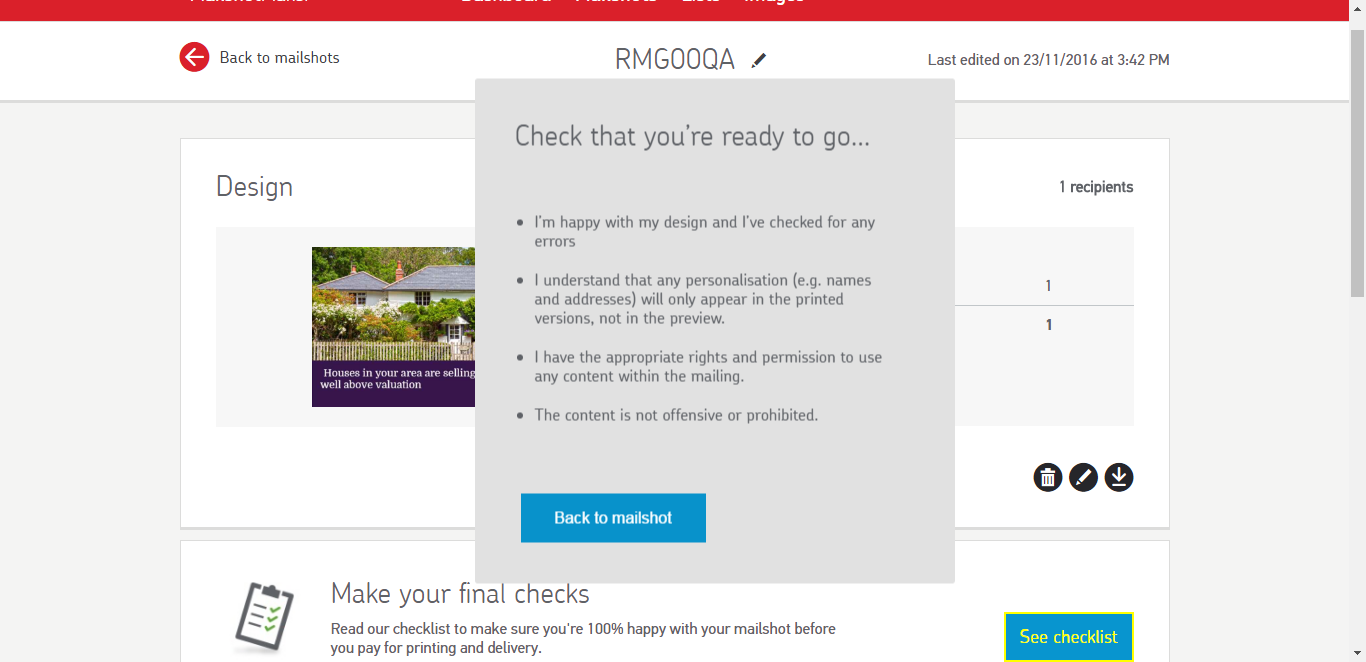 MailshotMaker Dashboard Mailshots Lists Images
Back to mailshots
RMG00QA
Last edited on 23/11/2016 at 3:42 PM
Check that you're ready to go...
Design
1 recipients
I'm happy with my design and I've checked for any
errors
I understand that any personalisation (e.g. names
and addresses) will only appear in the printed
versions, not in the preview.
1
1
I have the appropriate rights and permission to use
any content within the mailing.
Houses in your area are selling
well above valuation
The content is not offensive or prohibited.
Back to mailshot
Make your final checks
Read our checklist to make sure you're 100% happy with your mailshot before
you pay for printing and delivery.
See checklist